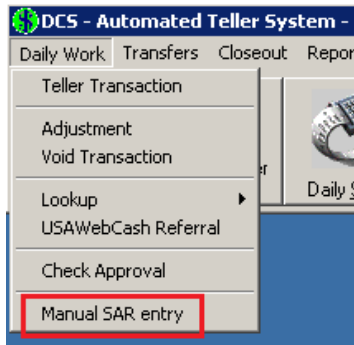 DCS - Automated Teller System -
Daily Work Transfers Closeout Repor
Teller Transaction
Adjustment
Void Transaction
er
Daily S
Lookup
USAWebCash Referral
Check Approval
Manual SAR entry